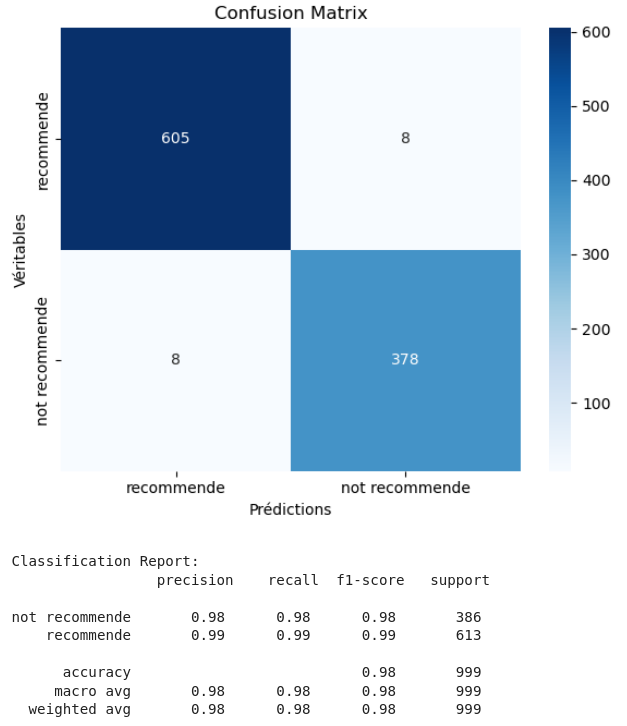 Confusion Matrix
600
500
400
300
200
100
605
8
8
378
recommende
not recommende
Véritables
recommende
not recommende
Prédictions
Classification Report:
precision recall f1-score support
not recommende 0.98 0.98 0.98 386
recommende 0.99 0.99 0.99 613
accuracy 0.98 999
macro avg 0.98 0.98 0.98 999
weighted avg 0.98 0.98 0.98 999